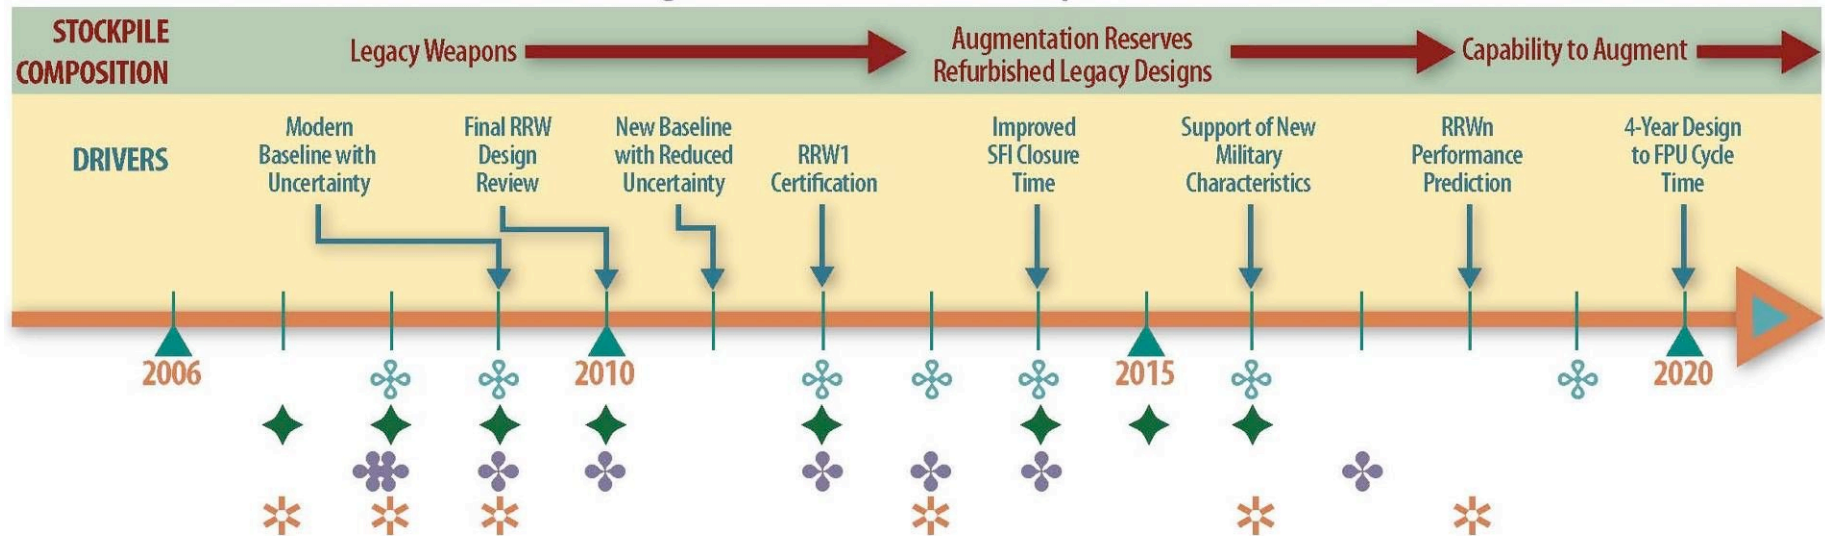 STOCKPILE
COMPOSITION
Legacy Weapons
Augmentation Reserves
Refurbished Legacy Designs
Capability to Augment
DRIVERS
Modern
Baseline with
Uncertainty
Final RRW
Design
Review
New Baseline
with Reduced
Uncertainty
RRW1
Certification
Improved
SFI Closure
Time
Support of New
Military
Characteristics
RRWn
Performance
Prediction
4-Year Design
to FPU Cycle
Time
2006
2010
2015
2020